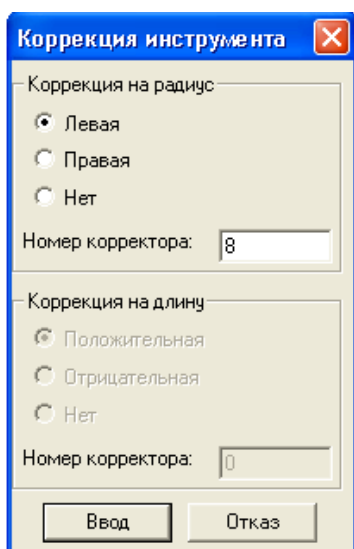 Коррекция инструмента
Коррекция на радиус
Левая
Правая
Нет
Номер корректора: 8
Коррекция на длину
Положительная
Отрицательная
Нет
Номер корректора: 0
Ввод Отказ